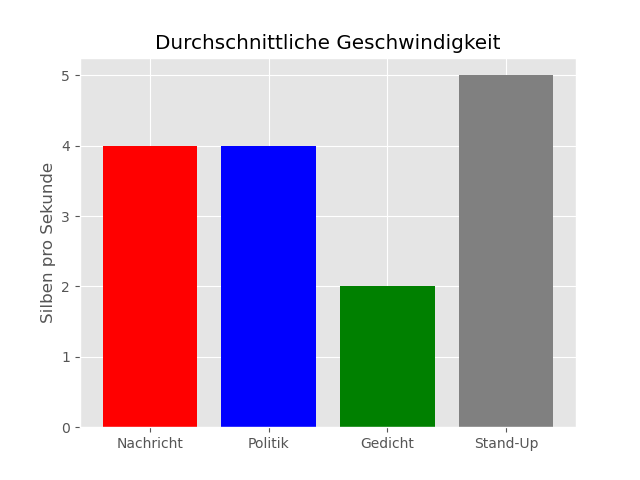 Durchschnittliche Geschwindigkeit
Silben pro Sekunde
5
4
3
2
1
0
Nachricht Politik Gedicht Stand-Up